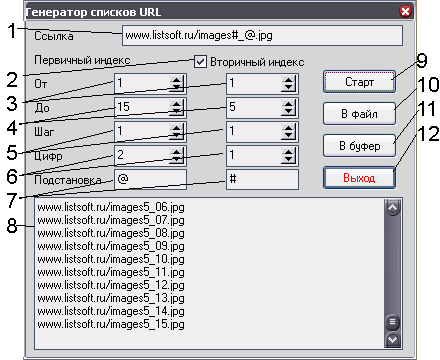 Генератор списков URL
1 Ссылка www.listsoft.ru/images#_@.jpg
2 Первичный индекс Вторичный индекс 9
3 От 1 1 Старт
10
4 До 15 5 В файл
11
5 Шаг 1 1 В буфер
12
6 Цифр 2 1 Выход
7 Подстановка @ #
8
www.listsoft.ru/images5_06.jpg
www.listsoft.ru/images5_07.jpg
www.listsoft.ru/images5_08.jpg
www.listsoft.ru/images5_09.jpg
www.listsoft.ru/images5_10.jpg
www.listsoft.ru/images5_11.jpg
www.listsoft.ru/images5_12.jpg
www.listsoft.ru/images5_13.jpg
www.listsoft.ru/images5_14.jpg
www.listsoft.ru/images5_15.jpg